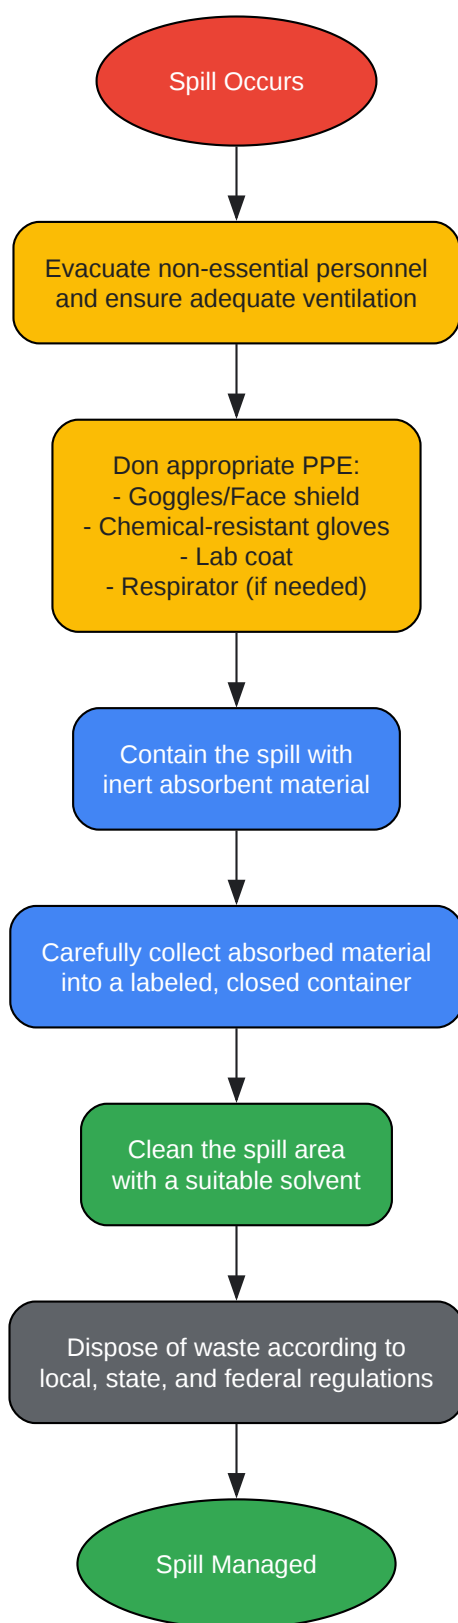 Spill Occurs
Evacuate non-essential personnel
and ensure adequate ventilation
Don appropriate PPE:
- Goggles/Face shield
- Chemical-resistant gloves
- Lab coat
- Respirator (if needed)
Contain the spill with
inert absorbent material
Carefully collect absorbed material
into a labeled, closed container
Clean the spill area
with a suitable solvent
Dispose of waste according to
local, state, and federal regulations
Spill Managed